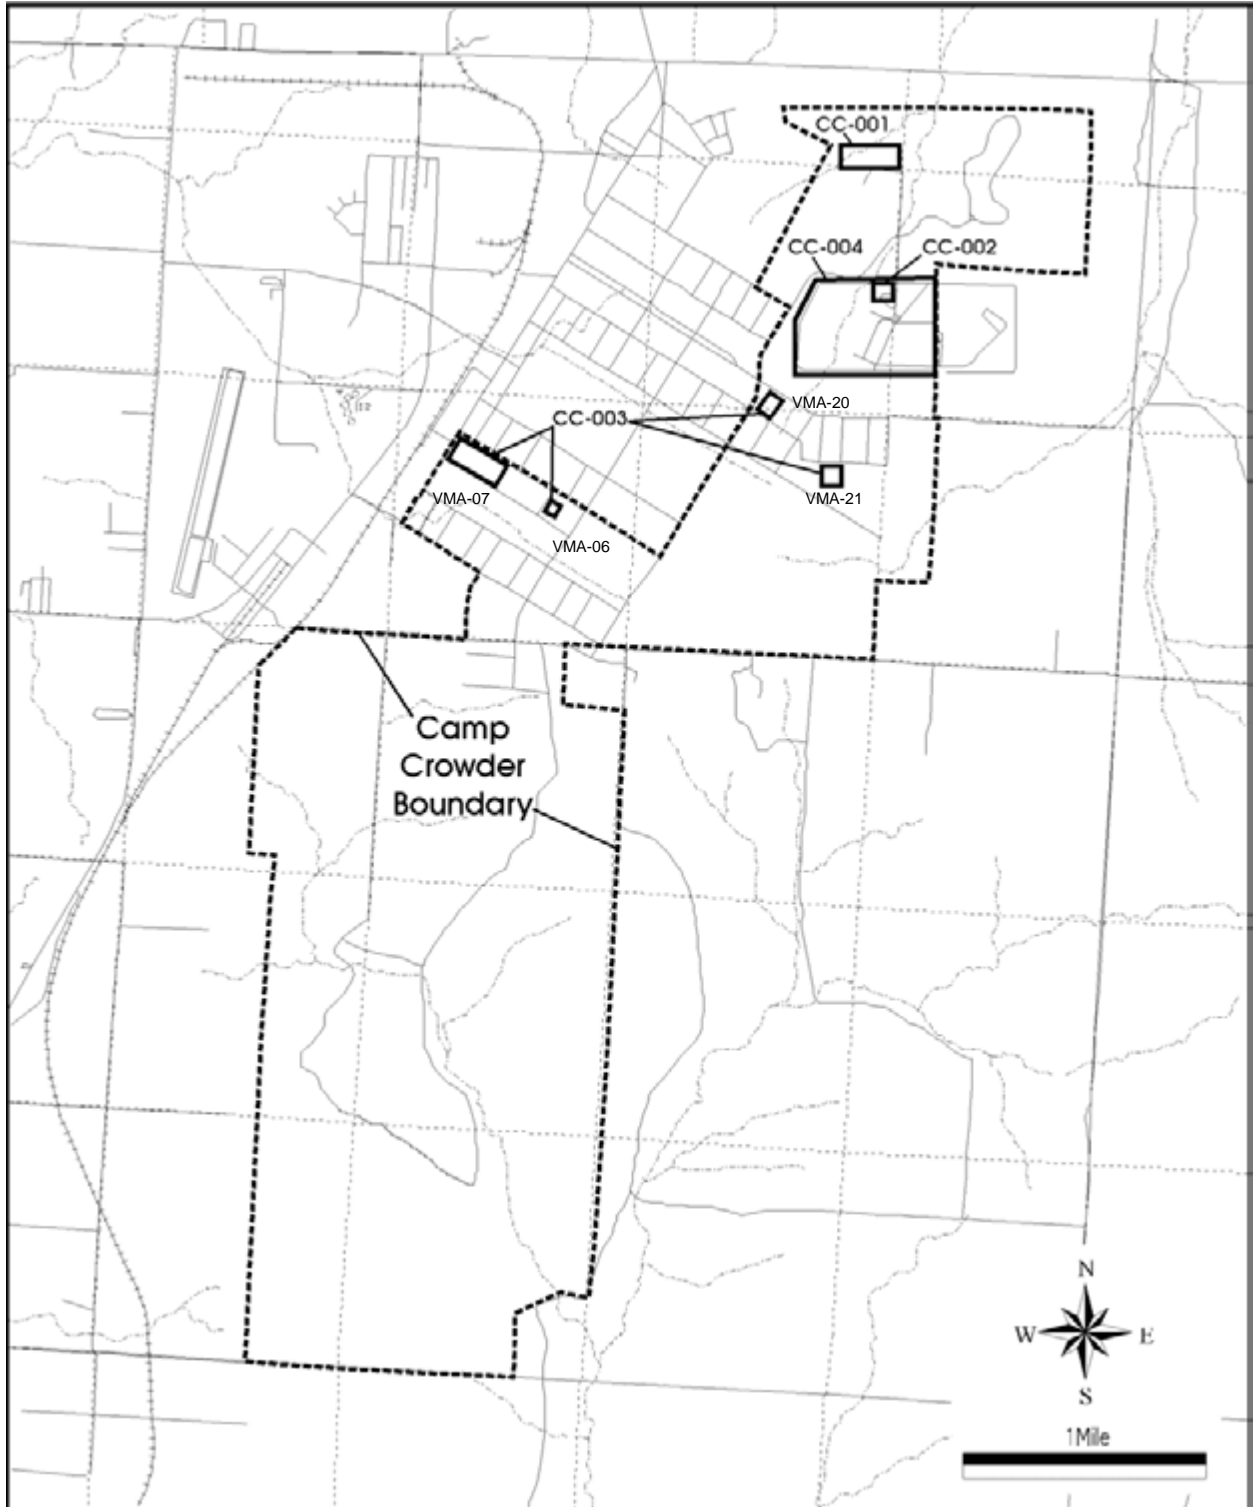 CC-001
CC-004
CC-002
VMA-20
CC-003
VMA-07
VMA-21
VMA-06
Camp
Crowder
Boundary
N
W
E
S
1Mile